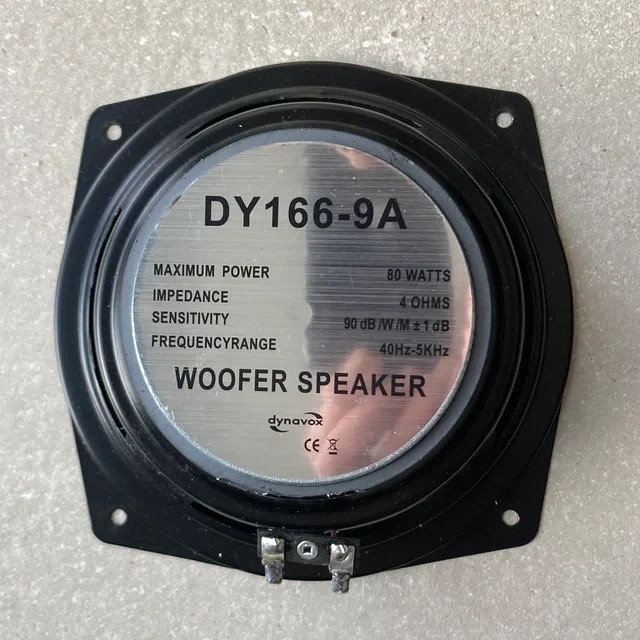 DY166-9A
MAXIMUM POWER 80 WATTS
IMPEDANCE 4 OHMS
SENSITIVITY 90 dB /W/M ± 1 dB
FREQUENCYRANGE 40Hz-5KHz
WOOFER SPEAKER
dynavox
CE